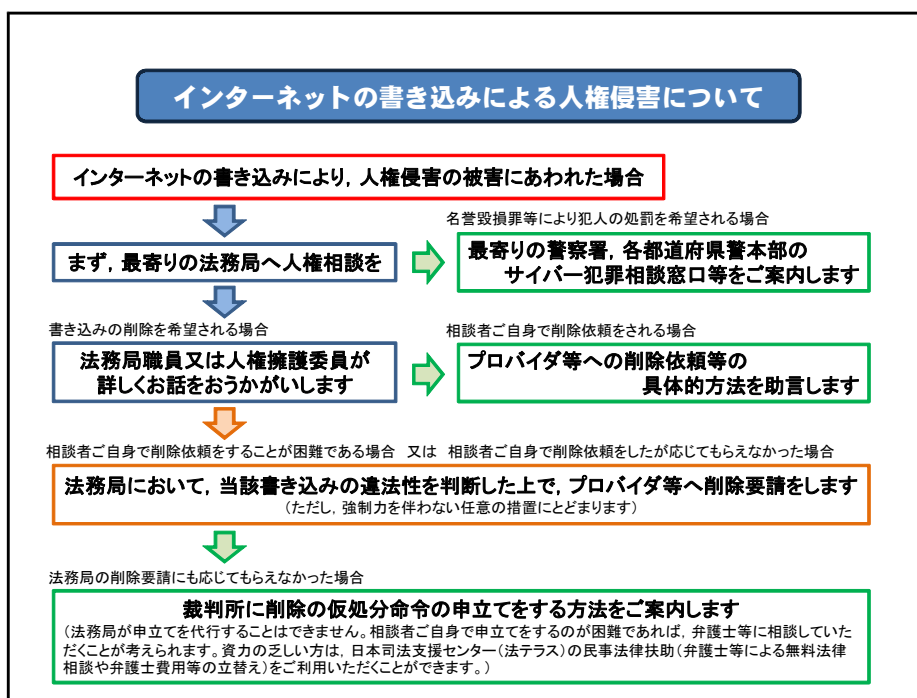 インターネットの書き込みによる人権侵害について
インターネットの書き込みにより，人権侵害の被害にあわれた場合
名誉毀損罪等により犯人の処罰を希望される場合
まず，最寄りの法務局へ人権相談を
最寄りの警察署，各都道府県警本部の
サイバー犯罪相談窓口等をご案内します
書き込みの削除を希望される場合
相談者ご自身で削除依頼をされる場合
法務局職員又は人権擁護委員が
詳しくお話をおうかがいします
プロバイダ等への削除依頼等の
具体的方法を助言します
相談者ご自身で削除依頼をすることが困難である場合　又は　相談者ご自身で削除依頼をしたが応じてもらえなかった場合
法務局において，当該書き込みの違法性を判断した上で，プロバイダ等へ削除要請をします
（ただし，強制力を伴わない任意の措置にとどまります）
法務局の削除要請にも応じてもらえなかった場合
裁判所に削除の仮処分命令の申立てをする方法をご案内します
（法務局が申立てを代行することはできません。相談者ご自身で申立てをするのが困難であれば，弁護士等に相談していた
だくことが考えられます。資力の乏しい方は，日本司法支援センター（法テラス）の民事法律扶助（弁護士等による無料法律
相談や弁護士費用等の立替え）をご利用いただくことができます。）